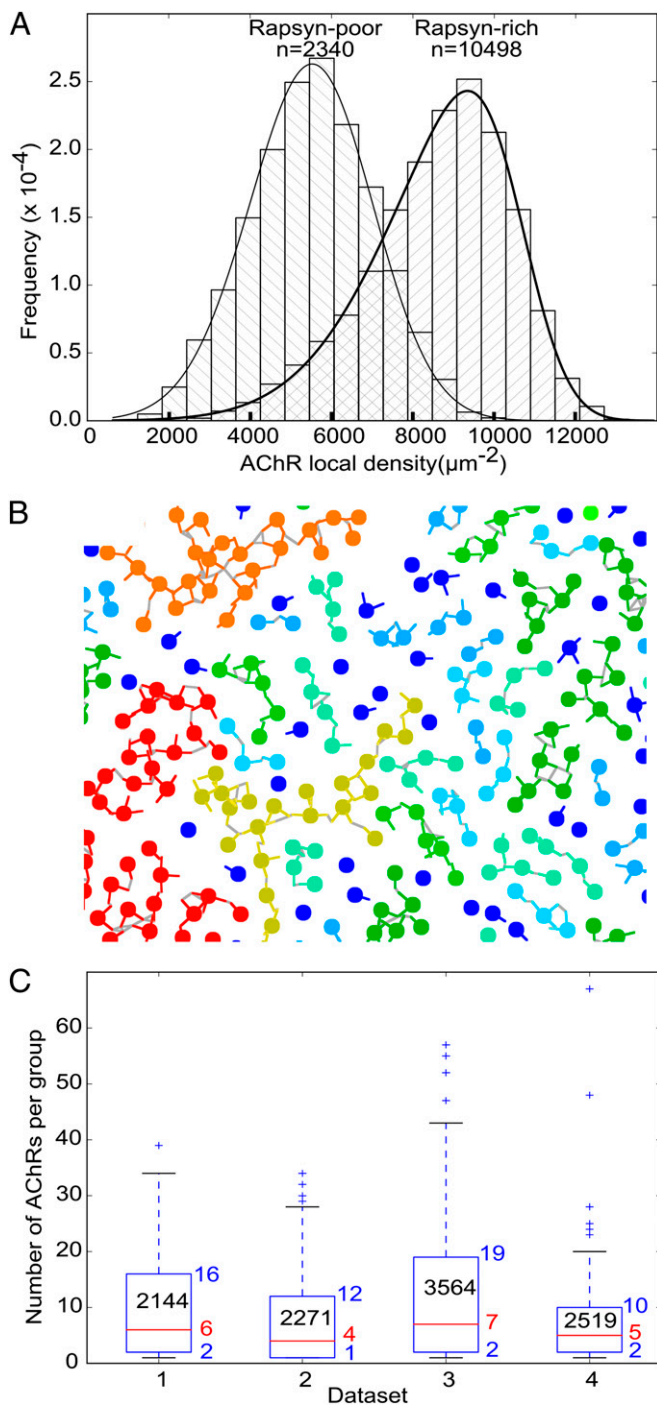 A
Rapsyn-poor Rapsyn-rich
n=2340 n=10498
2.5
2.0
1.5
1.0
0.5
0.0
Frequency (x 10⁻⁴)
2000 4000 6000 8000 10000 12000
AChR local density(μm⁻²)
B
C
60
50
40
30
20
10
0
Number of AChRs per group
16
2144
6
2
12
2271
4
1
19
3564
7
2
10
2519
5
2
1 2 3 4
Dataset